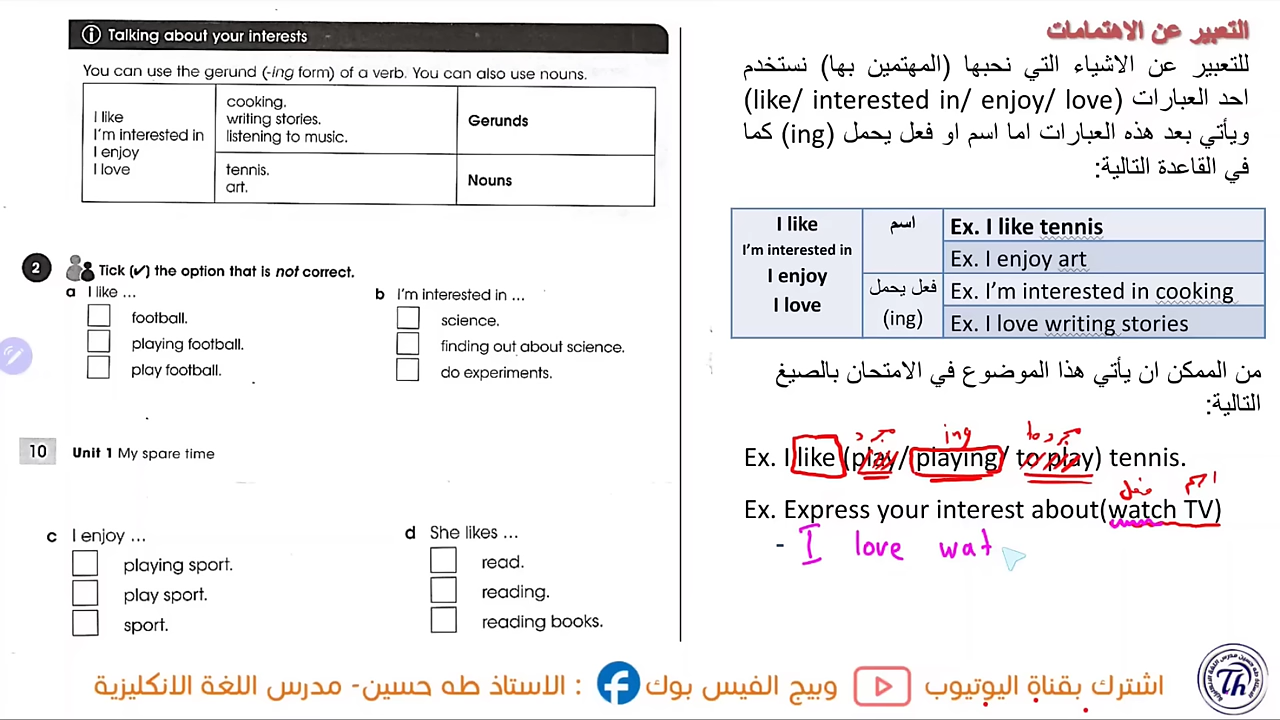 Talking about your interests
You can use the gerund (-ing form) of a verb. You can also use nouns.
I like
I'm interested in
I enjoy
I love
cooking.
writing stories.
listening to music.
Gerunds
tennis.
art.
Nouns
2 Tick (✔) the option that is not correct.
a I like ...
football.
playing football.
play football.
b I'm interested in ...
science.
finding out about science.
do experiments.
10 Unit 1 My spare time
c I enjoy ...
playing sport.
play sport.
sport.
d She likes ...
read.
reading.
reading books.
التعبير عن الاهتمامات
للتعبير عن الاشياء التي نحبها (المهتمين بها) نستخدم
احد العبارات (like/ interested in/ enjoy/ love)
ويأتي بعد هذه العبارات اما اسم او فعل يحمل (ing) كما
في القاعدة التالية:
I like
I'm interested in
I enjoy
I love
اسم
Ex. I like tennis
Ex. I enjoy art
فعل يحمل
(ing)
Ex. I'm interested in cooking
Ex. I love writing stories
من الممكن ان يأتي هذا الموضوع في الامتحان بالصيغ
التالية:
مجرد ing to مجرد
Ex. I like (play/ playing/ to play) tennis.
فعل اسم
Ex. Express your interest about(watch TV)
- I love wat
اشترك بقناة اليوتيوب وبيج الفيس بوك : الاستاذ طه حسين- مدرس اللغة الانكليزية
Th